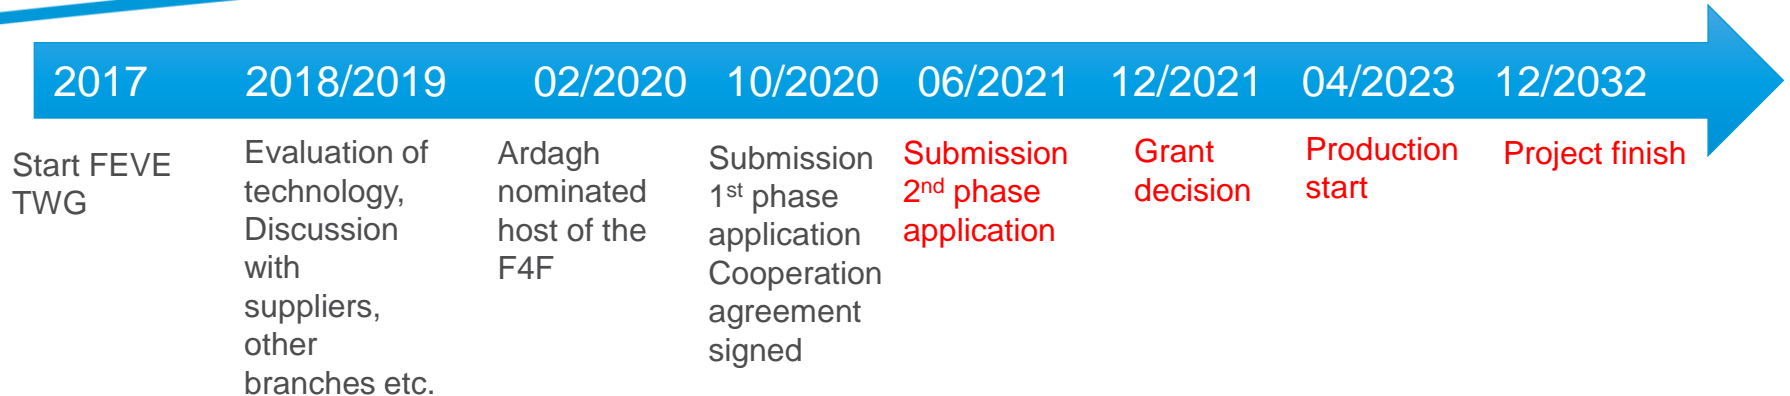 2017 2018/2019 02/2020 10/2020 06/2021 12/2021 04/2023 12/2032
Start FEVE
TWG
Evaluation of
technology,
Discussion
with
suppliers,
other
branches etc.
Ardagh
nominated
host of the
F4F
Submission
1st phase
application
Cooperation
agreement
signed
Submission
2nd phase
application
Grant
decision
Production
start
Project finish